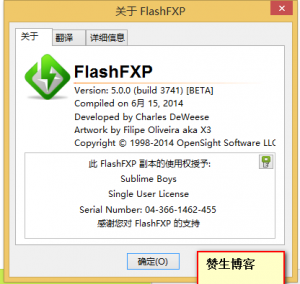 关于 FlashFXP
关于 翻译 详细信息
FlashFXP
Version: 5.0.0 (build 3741) [BETA]
Compiled on 6月 15, 2014
Developed by Charles DeWeese
Artwork by Filipe Oliveira aka X3
Copyright © 1998-2014 OpenSight Software LLC
此 FlashFXP 副本的使用权授予:
Sublime Boys
Single User License
Serial Number: 04-366-1462-455
感谢您对 FlashFXP 的支持
确定(O)
赞生博客